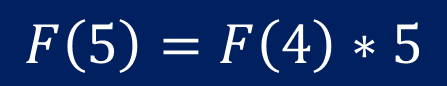 F(5) = F(4) * 5